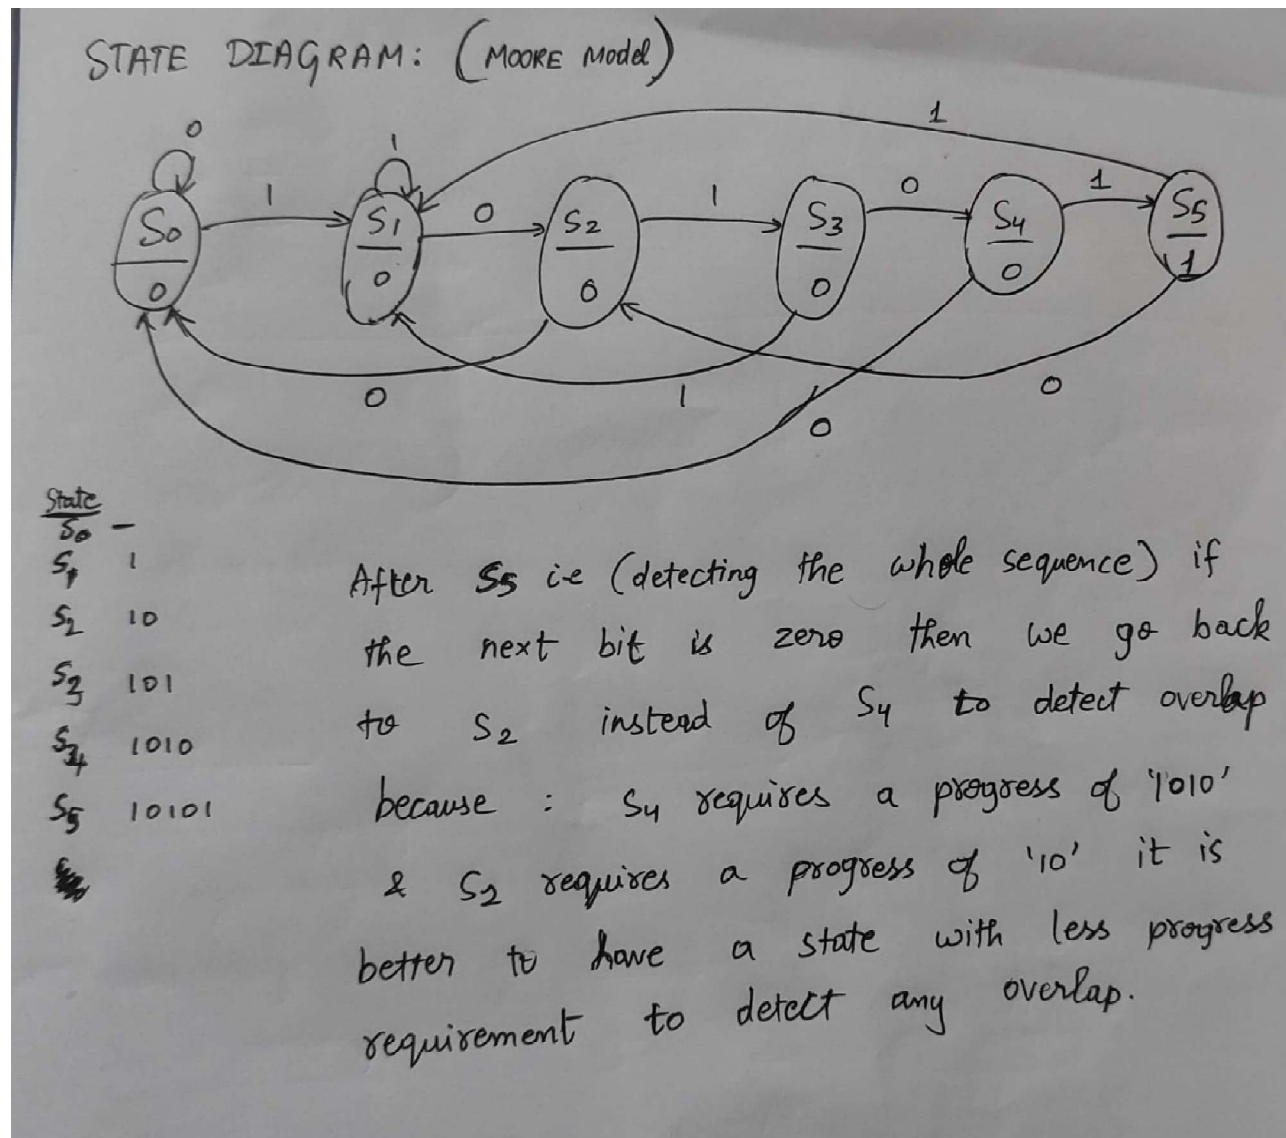 STATE DIAGRAM: (MOORE Model)
0 1 1
1 0 1 0 1
S0 S1 S2 S3 S4 S5
0 0 0 0 0 1
0 1 0 0
State
S0 -
S1 1
S2 10
S3 101
S4 1010
S5 10101
After S5 i.e (detecting the whole sequence) if
the next bit is zero then we go back
to S2 instead of S4 to detect overlap
because : S4 requires a progress of '1010'
& S2 requires a progress of '10' it is
better to have a state with less progress
requirement to detect any overlap.